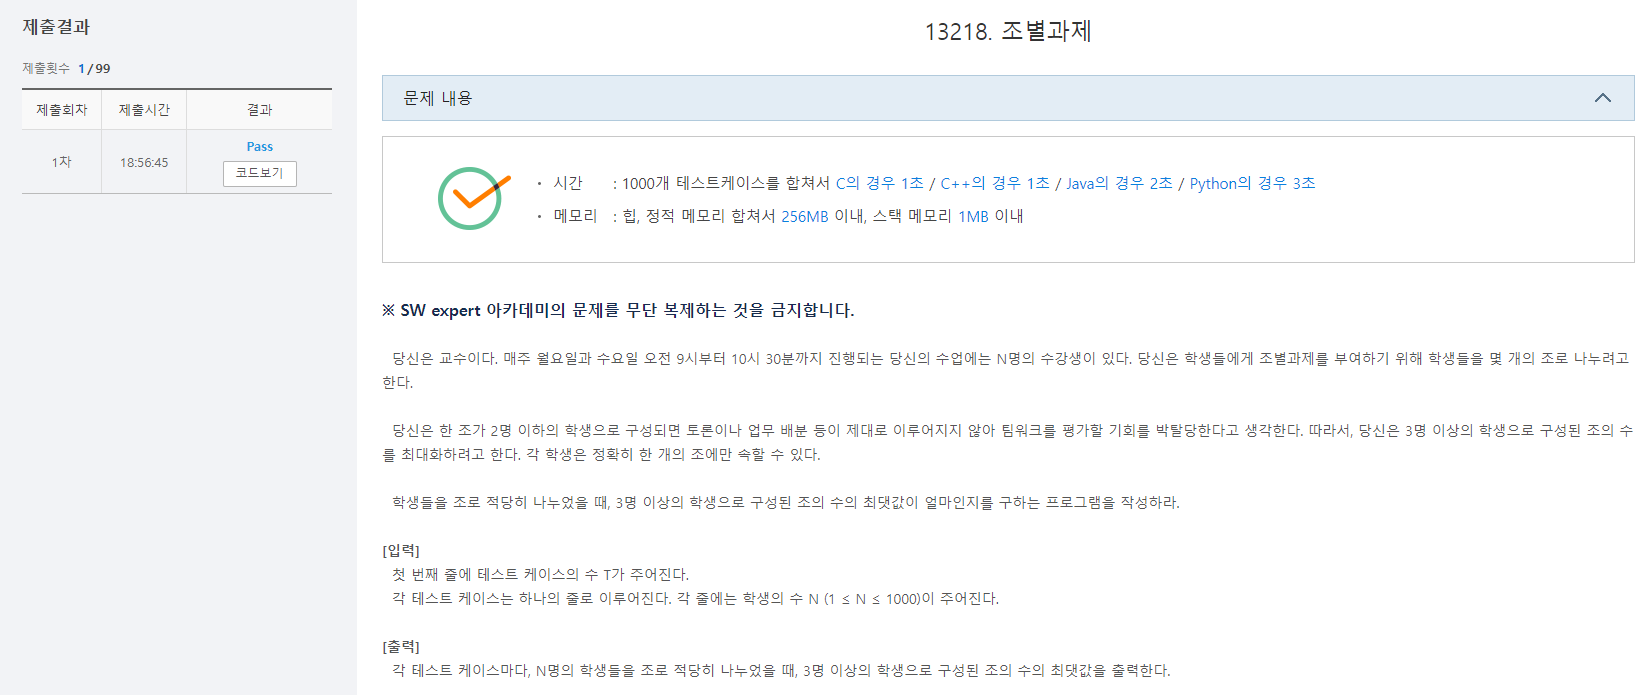 제출결과
제출횟수 1 / 99
제출회차 제출시간 결과
1차 18:56:45 Pass
코드보기
13218. 조별과제
문제 내용
· 시간 : 1000개 테스트케이스를 합쳐서 C의 경우 1초 / C++의 경우 1초 / Java의 경우 2초 / Python의 경우 3초
· 메모리 : 힙, 정적 메모리 합쳐서 256MB 이내, 스택 메모리 1MB 이내
※ SW expert 아카데미의 문제를 무단 복제하는 것을 금지합니다.
당신은 교수이다. 매주 월요일과 수요일 오전 9시부터 10시 30분까지 진행되는 당신의 수업에는 N명의 수강생이 있다. 당신은 학생들에게 조별과제를 부여하기 위해 학생들을 몇 개의 조로 나누려고
한다.
당신은 한 조가 2명 이하의 학생으로 구성되면 토론이나 업무 배분 등이 제대로 이루어지지 않아 팀워크를 평가할 기회를 박탈당한다고 생각한다. 따라서, 당신은 3명 이상의 학생으로 구성된 조의 수
를 최대화하려고 한다. 각 학생은 정확히 한 개의 조에만 속할 수 있다.
학생들을 조로 적당히 나누었을 때, 3명 이상의 학생으로 구성된 조의 수의 최댓값이 얼마인지를 구하는 프로그램을 작성하라.
[입력]
첫 번째 줄에 테스트 케이스의 수 T가 주어진다.
각 테스트 케이스는 하나의 줄로 이루어진다. 각 줄에는 학생의 수 N (1 ≤ N ≤ 1000)이 주어진다.
[출력]
각 테스트 케이스마다, N명의 학생들을 조로 적당히 나누었을 때, 3명 이상의 학생으로 구성된 조의 수의 최댓값을 출력한다.